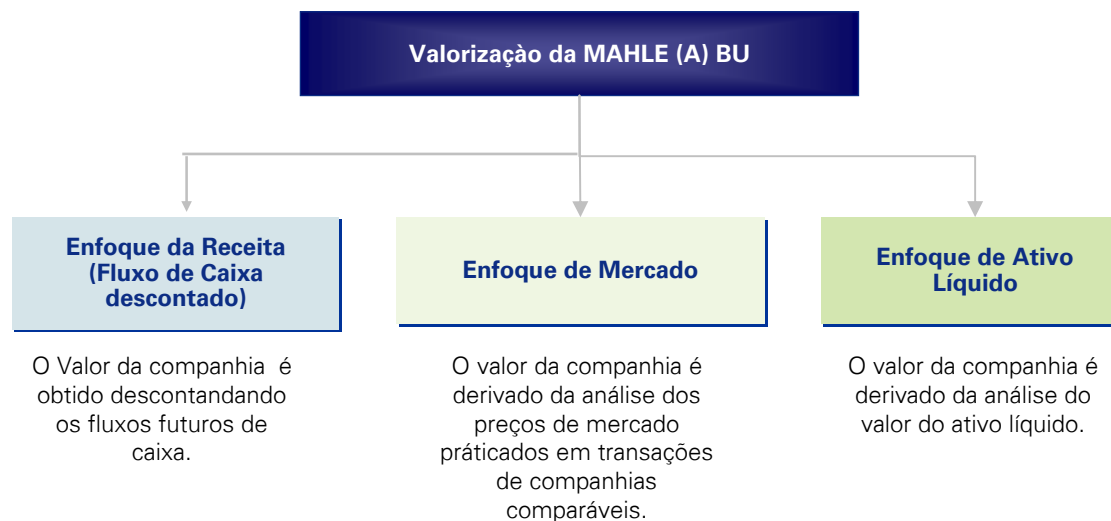 Valorizaçào da MAHLE (A) BU
Enfoque da Receita
(Fluxo de Caixa
descontado)
Enfoque de Mercado
Enfoque de Ativo
Líquido
O Valor da companhia é
obtido descontandando
os fluxos futuros de
caixa.
O valor da companhia é
derivado da análise dos
preços de mercado
práticados em transações
de companhias
comparáveis.
O valor da companhia é
derivado da análise do
valor do ativo líquido.